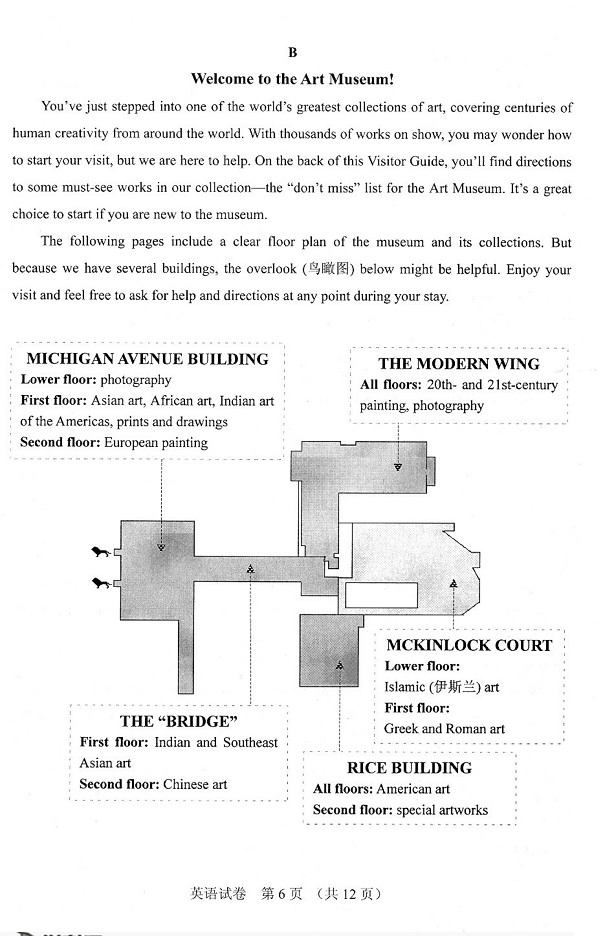 B
Welcome to the Art Museum!
You've just stepped into one of the world's greatest collections of art, covering centuries of
human creativity from around the world. With thousands of works on show, you may wonder how
to start your visit, but we are here to help. On the back of this Visitor Guide, you'll find directions
to some must-see works in our collection—the “don't miss” list for the Art Museum. It's a great
choice to start if you are new to the museum.
The following pages include a clear floor plan of the museum and its collections. But
because we have several buildings, the overlook (鸟瞰图) below might be helpful. Enjoy your
visit and feel free to ask for help and directions at any point during your stay.
MICHIGAN AVENUE BUILDING
Lower floor: photography
First floor: Asian art, African art, Indian art
of the Americas, prints and drawings
Second floor: European painting
THE MODERN WING
All floors: 20th- and 21st-century
painting, photography
MCKINLOCK COURT
Lower floor:
Islamic (伊斯兰) art
First floor:
Greek and Roman art
THE “BRIDGE”
First floor: Indian and Southeast
Asian art
Second floor: Chinese art
RICE BUILDING
All floors: American art
Second floor: special artworks
英语试卷 第 6 页 （共 12 页）